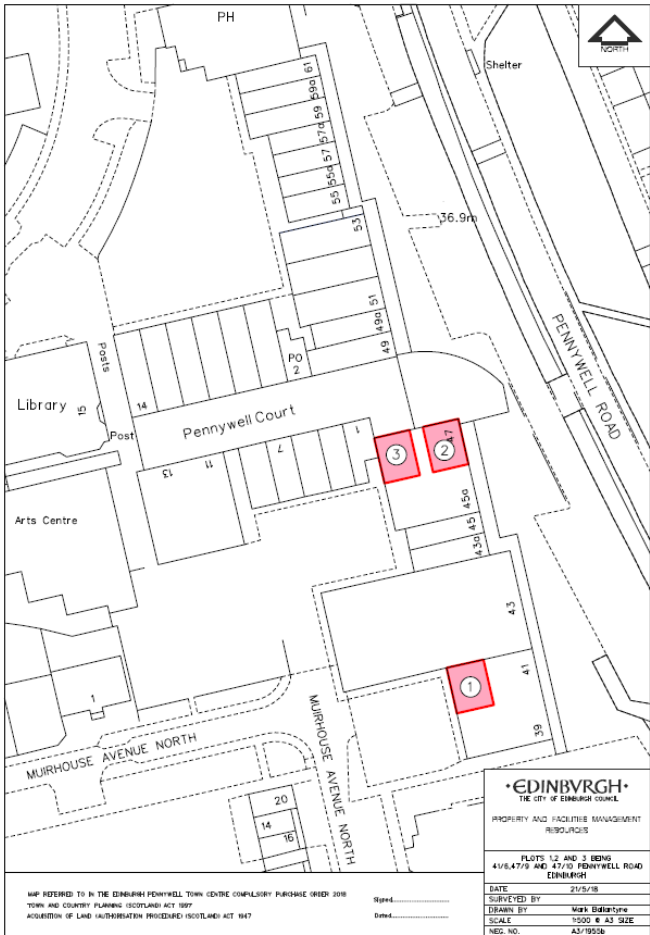 PH
NORTH
Shelter
61
59a
59
57a
57
55a
55
53
36.9m
51
49a
49
PO
2
PENNYWELL ROAD
Posts
14
Library
15
Pennywell Court
Post
13
11
7
1
3
2
47
45a
45
43a
Arts Centre
43
1
41
39
1
MUIRHOUSE AVENUE NORTH
MUIRHOUSE AVENUE NORTH
20
14
16
·EDINBVRGH·
THE CITY OF EDINBURGH COUNCIL
PROPERTY AND FACILITIES MANAGEMENT
RESOURCES
PLOTS 1,2 AND 3 BEING
41/6,47/9 AND 47/10 PENNYWELL ROAD
EDINBURGH
DATE 21/5/18
SURVEYED BY
DRAWN BY Mark Ballantyne
SCALE 1:500 @ A3 SIZE
NEG. NO. A3/1955b
MAP REFERRED TO IN THE EDINBURGH PENNYWELL TOWN CENTRE COMPULSORY PURCHASE ORDER 2018
TOWN AND COUNTRY PLANNING (SCOTLAND) ACT 1997
ACQUISITION OF LAND (AUTHORISATION PROCEDURE) (SCOTLAND) ACT 1947
Signed
Dated